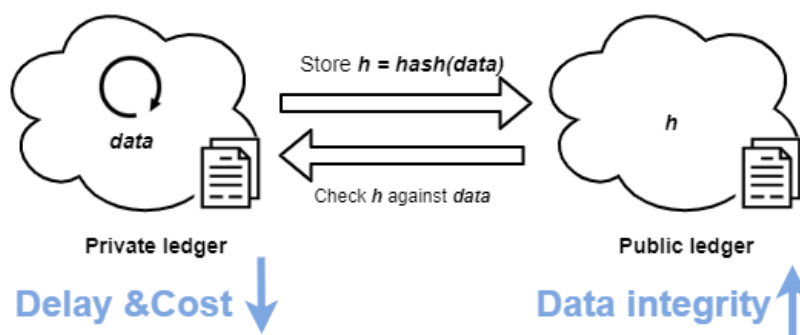 Store h = hash(data)
data
h
Check h against data
Private ledger
Public ledger
Delay &Cost
Data integrity